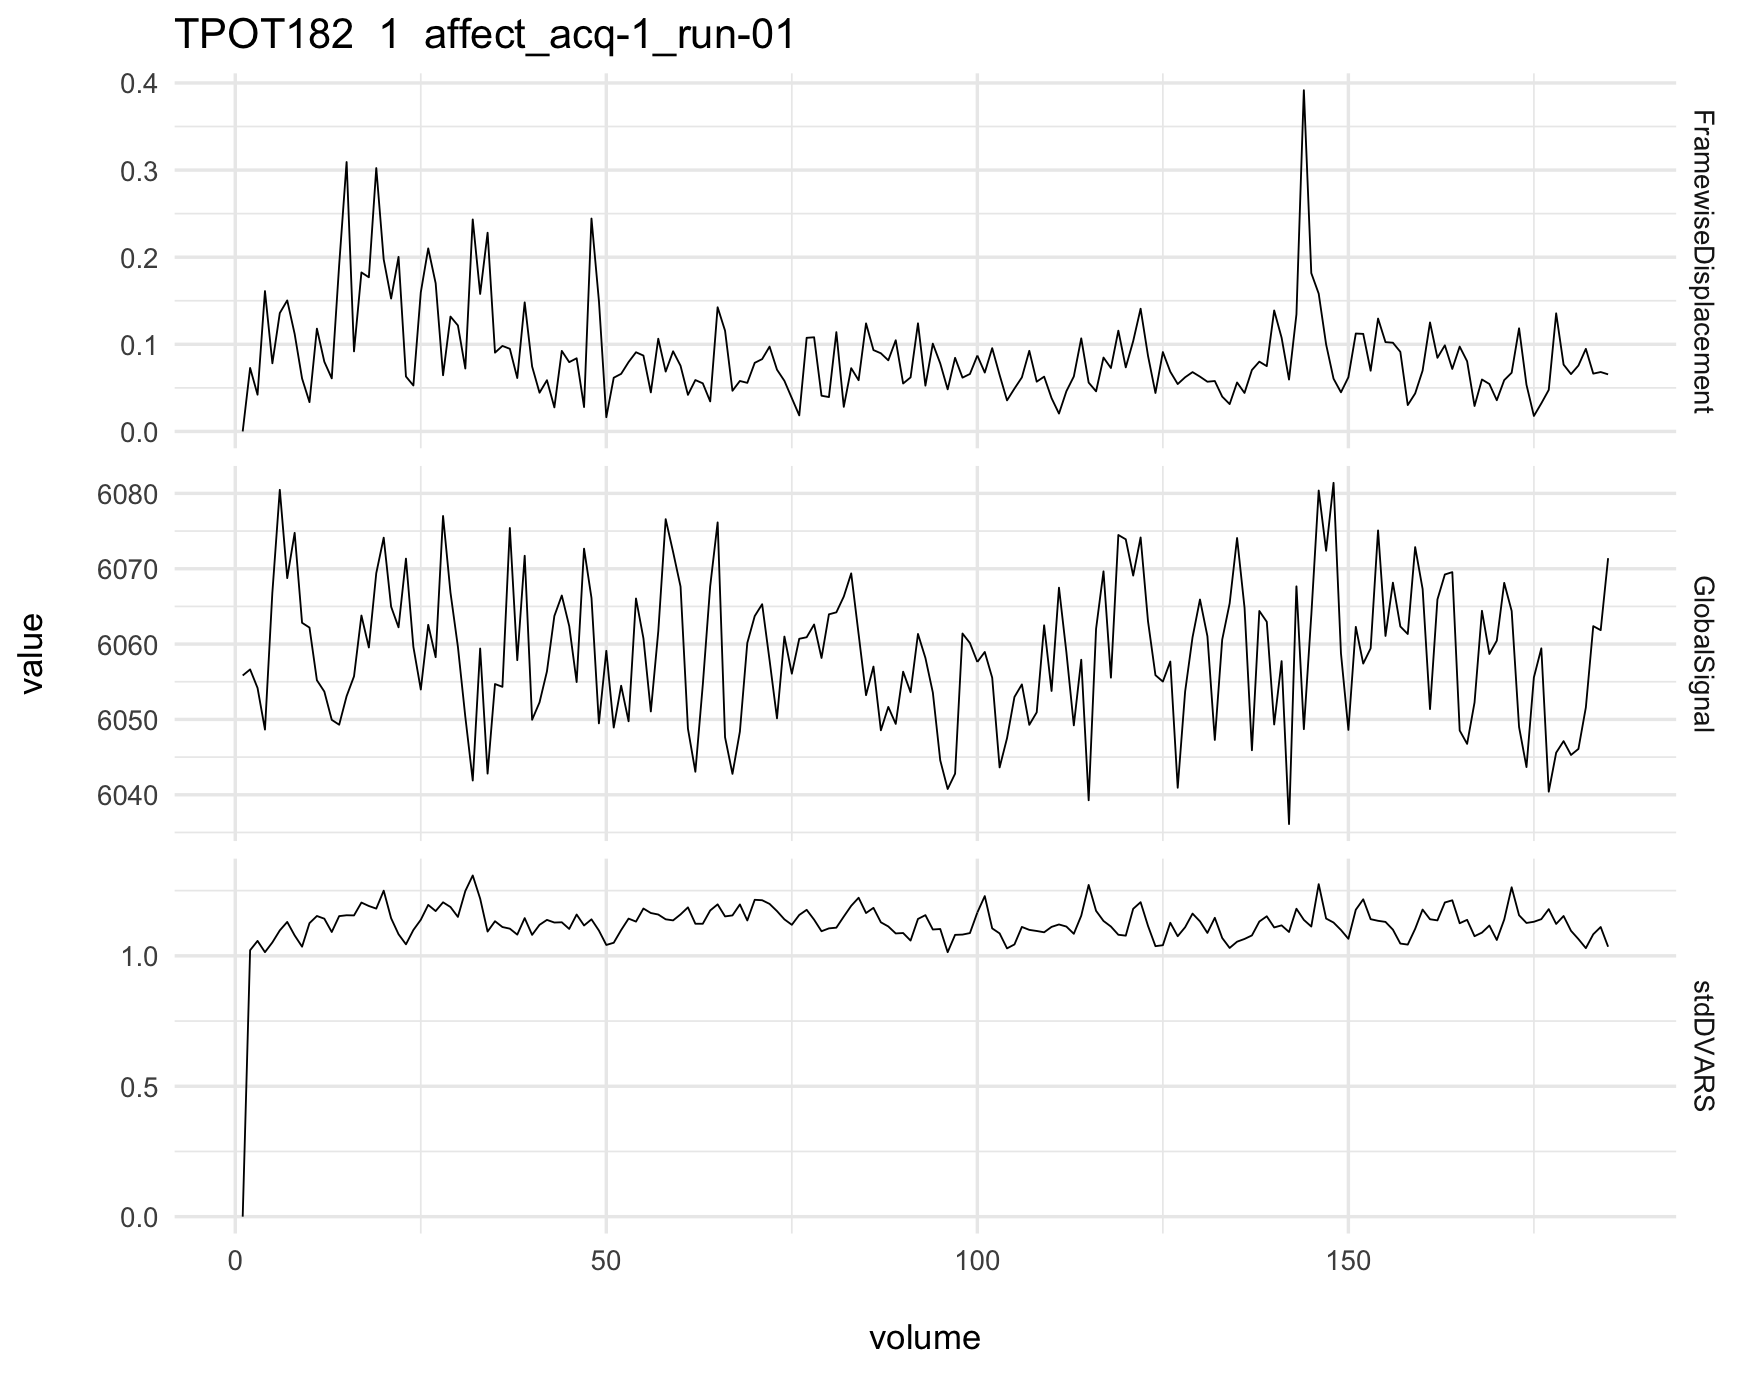 TPOT182  1  affect_acq-1_run-01
0.4
0.3
0.2
0.1
0.0
FramewiseDisplacement
6080
6070
6060
6050
6040
GlobalSignal
value
1.0
0.5
0.0
stdDVARS
0 50 100 150
volume